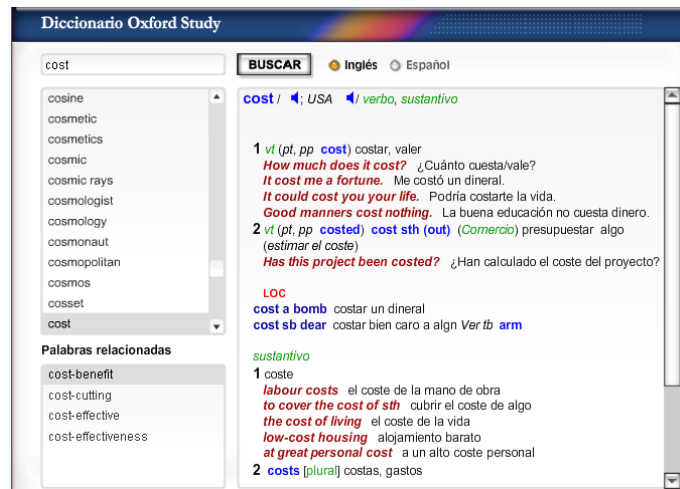 Diccionario Oxford Study
cost
BUSCAR
Inglés
Español
cosine
cosmetic
cosmetics
cosmic
cosmic rays
cosmologist
cosmology
cosmonaut
cosmopolitan
cosmos
cosset
cost
Palabras relacionadas
cost-benefit
cost-cutting
cost-effective
cost-effectiveness
cost / ; USA / verbo, sustantivo
1 vt (pt, pp cost) costar, valer
How much does it cost? ¿Cuánto cuesta/vale?
It cost me a fortune. Me costó un dineral.
It could cost you your life. Podría costarte la vida.
Good manners cost nothing. La buena educación no cuesta dinero.
2 vt (pt, pp costed) cost sth (out) (Comercio) presupuestar algo
(estimar el coste)
Has this project been costed? ¿Han calculado el coste del proyecto?
LOC
cost a bomb costar un dineral
cost sb dear costar bien caro a algn Ver tb arm
sustantivo
1 coste
labour costs el coste de la mano de obra
to cover the cost of sth cubrir el coste de algo
the cost of living el coste de la vida
low-cost housing alojamiento barato
at great personal cost a un alto coste personal
2 costs [plural] costas, gastos